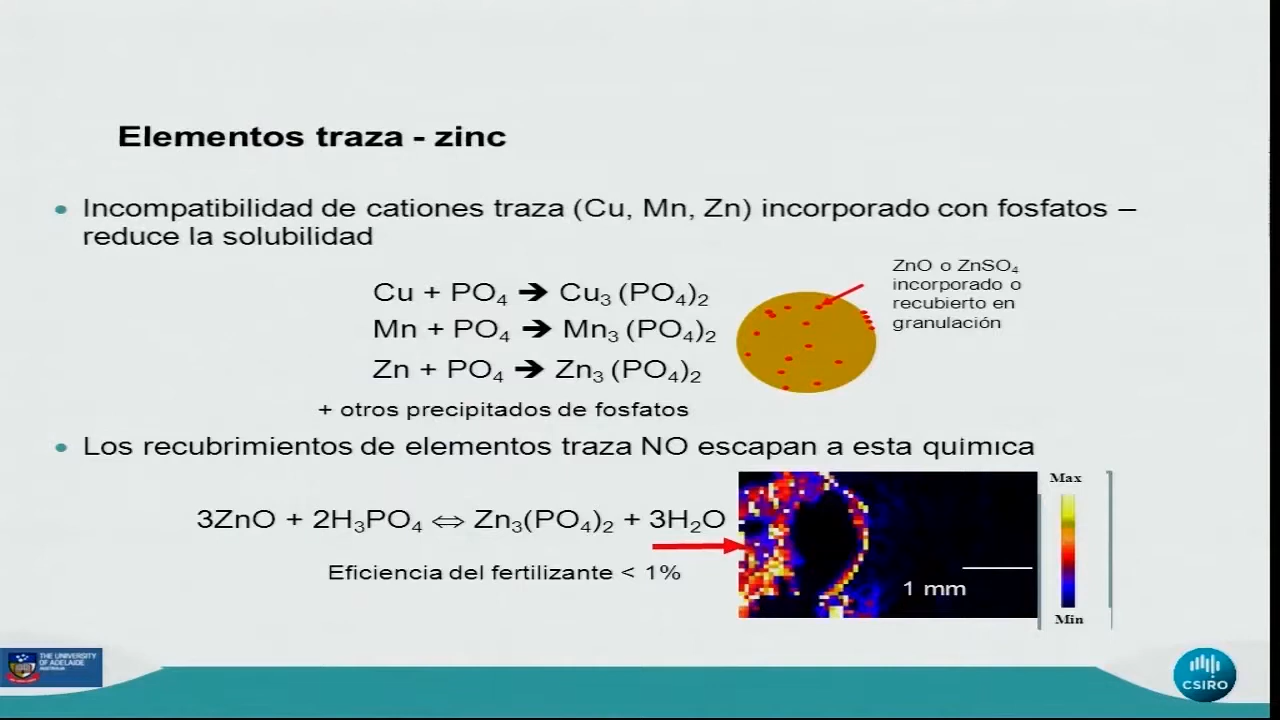 Elementos traza - zinc
• Incompatibilidad de cationes traza (Cu, Mn, Zn) incorporado con fosfatos –
reduce la solubilidad
Cu + PO₄ 🡺 Cu₃ (PO₄)₂
Mn + PO₄ 🡺 Mn₃ (PO₄)₂
Zn + PO₄ 🡺 Zn₃ (PO₄)₂
+ otros precipitados de fosfatos
ZnO o ZnSO₄
incorporado o
recubierto en
granulación
• Los recubrimientos de elementos traza NO escapan a esta química
3ZnO + 2H₃PO₄ ⇔ Zn₃(PO₄)₂ + 3H₂O
Eficiencia del fertilizante < 1%
1 mm
Max
Min
THE UNIVERSITY
OF ADELAIDE
AUSTRALIA
CSIRO